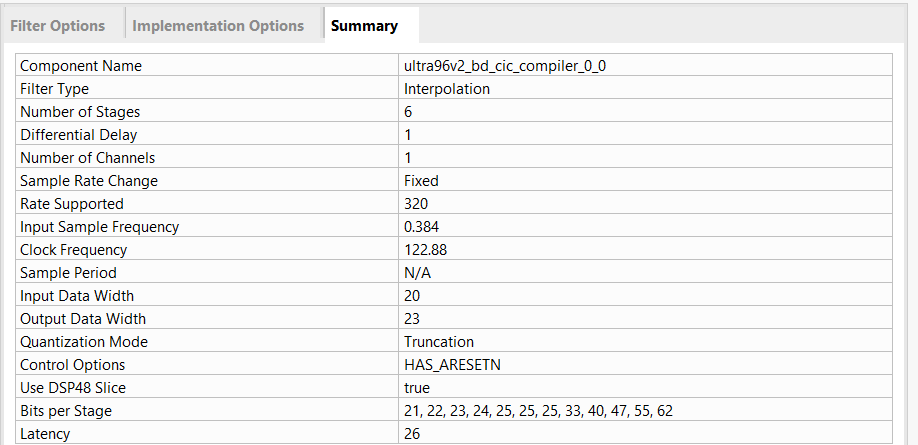 Filter Options Implementation Options Summary
Component Name ultra96v2_bd_cic_compiler_0_0
Filter Type Interpolation
Number of Stages 6
Differential Delay 1
Number of Channels 1
Sample Rate Change Fixed
Rate Supported 320
Input Sample Frequency 0.384
Clock Frequency 122.88
Sample Period N/A
Input Data Width 20
Output Data Width 23
Quantization Mode Truncation
Control Options HAS_ARESETN
Use DSP48 Slice true
Bits per Stage 21, 22, 23, 24, 25, 25, 25, 33, 40, 47, 55, 62
Latency 26